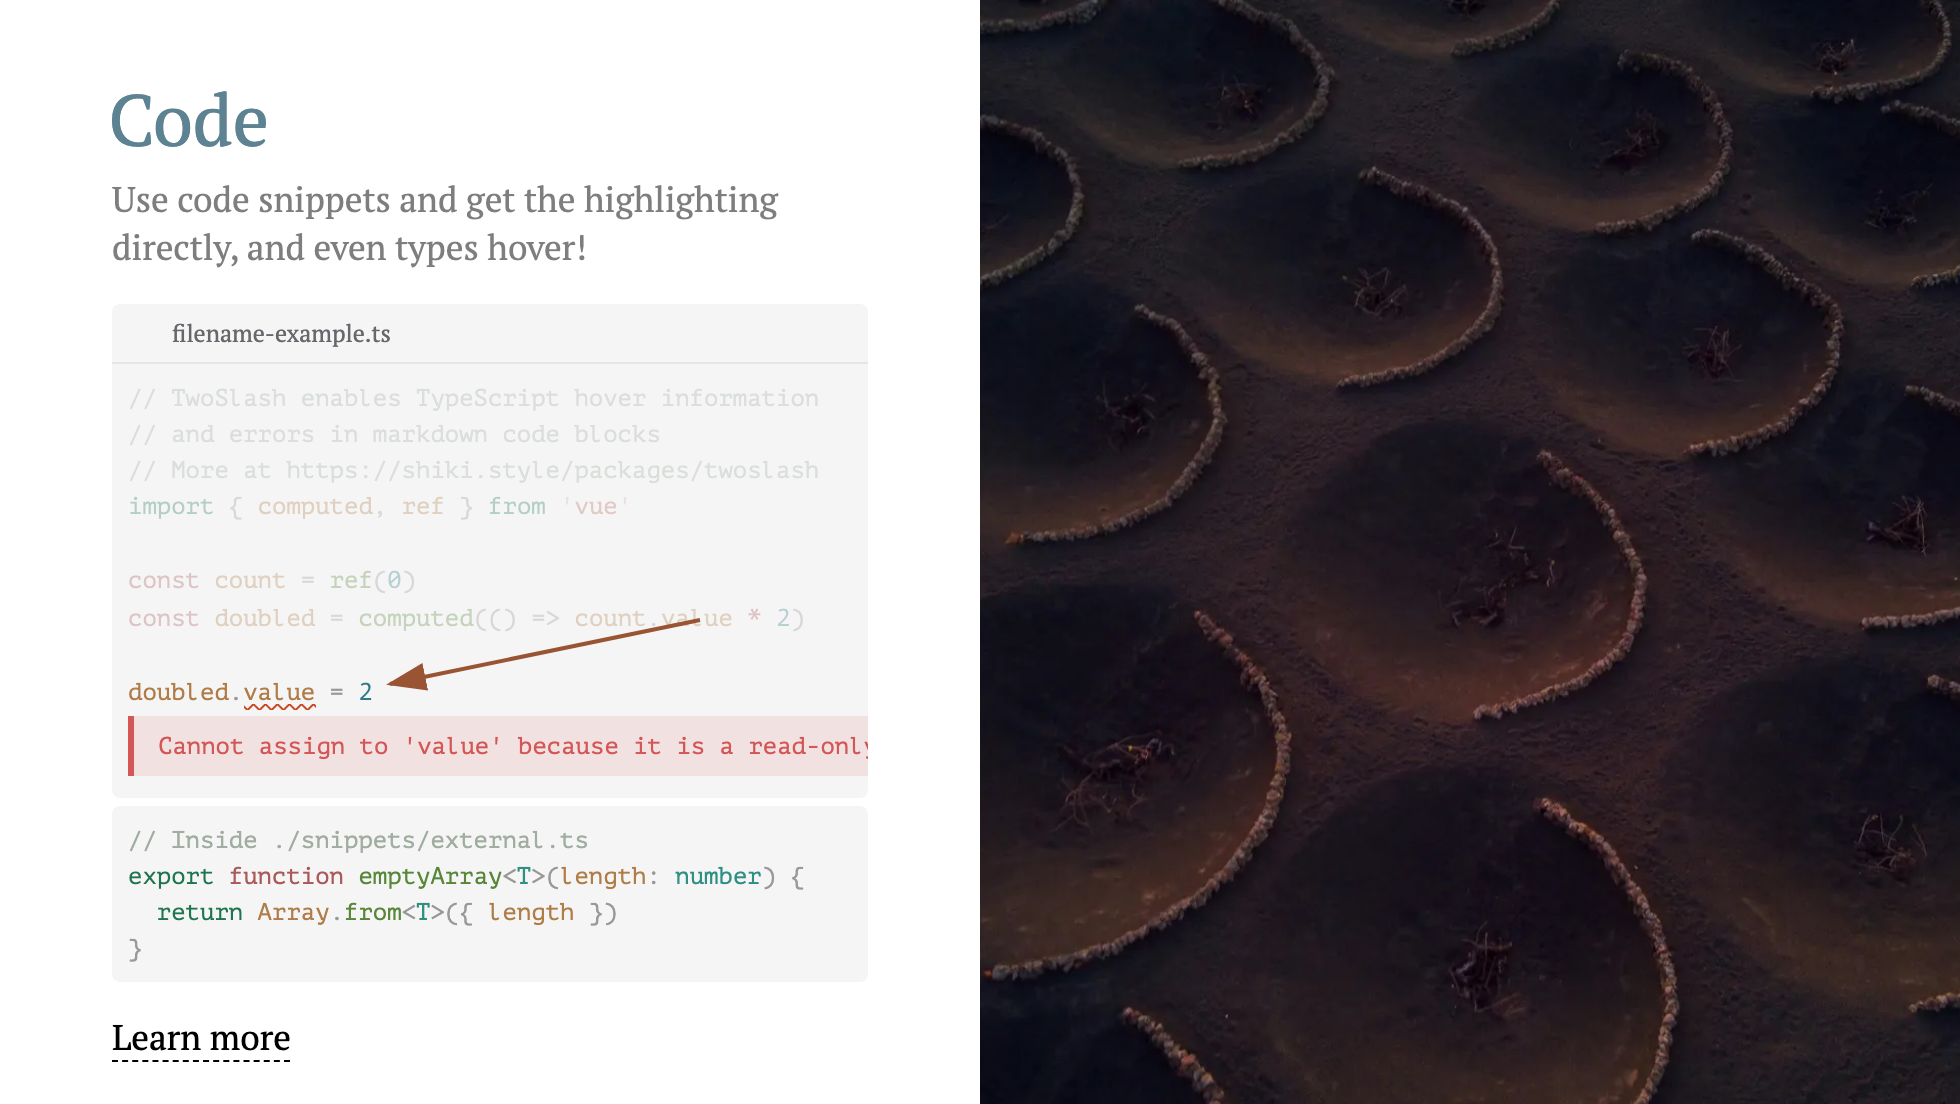 Code
Use code snippets and get the highlighting
directly, and even types hover!
filename-example.ts
// TwoSlash enables TypeScript hover information
// and errors in markdown code blocks
// More at https://shiki.style/packages/twoslash
import { computed, ref } from 'vue'
const count = ref(0)
const doubled = computed(() => count.value * 2)
doubled.value = 2
Cannot assign to 'value' because it is a read-only
// Inside ./snippets/external.ts
export function emptyArray<T>(length: number) {
  return Array.from<T>({ length })
}
Learn more